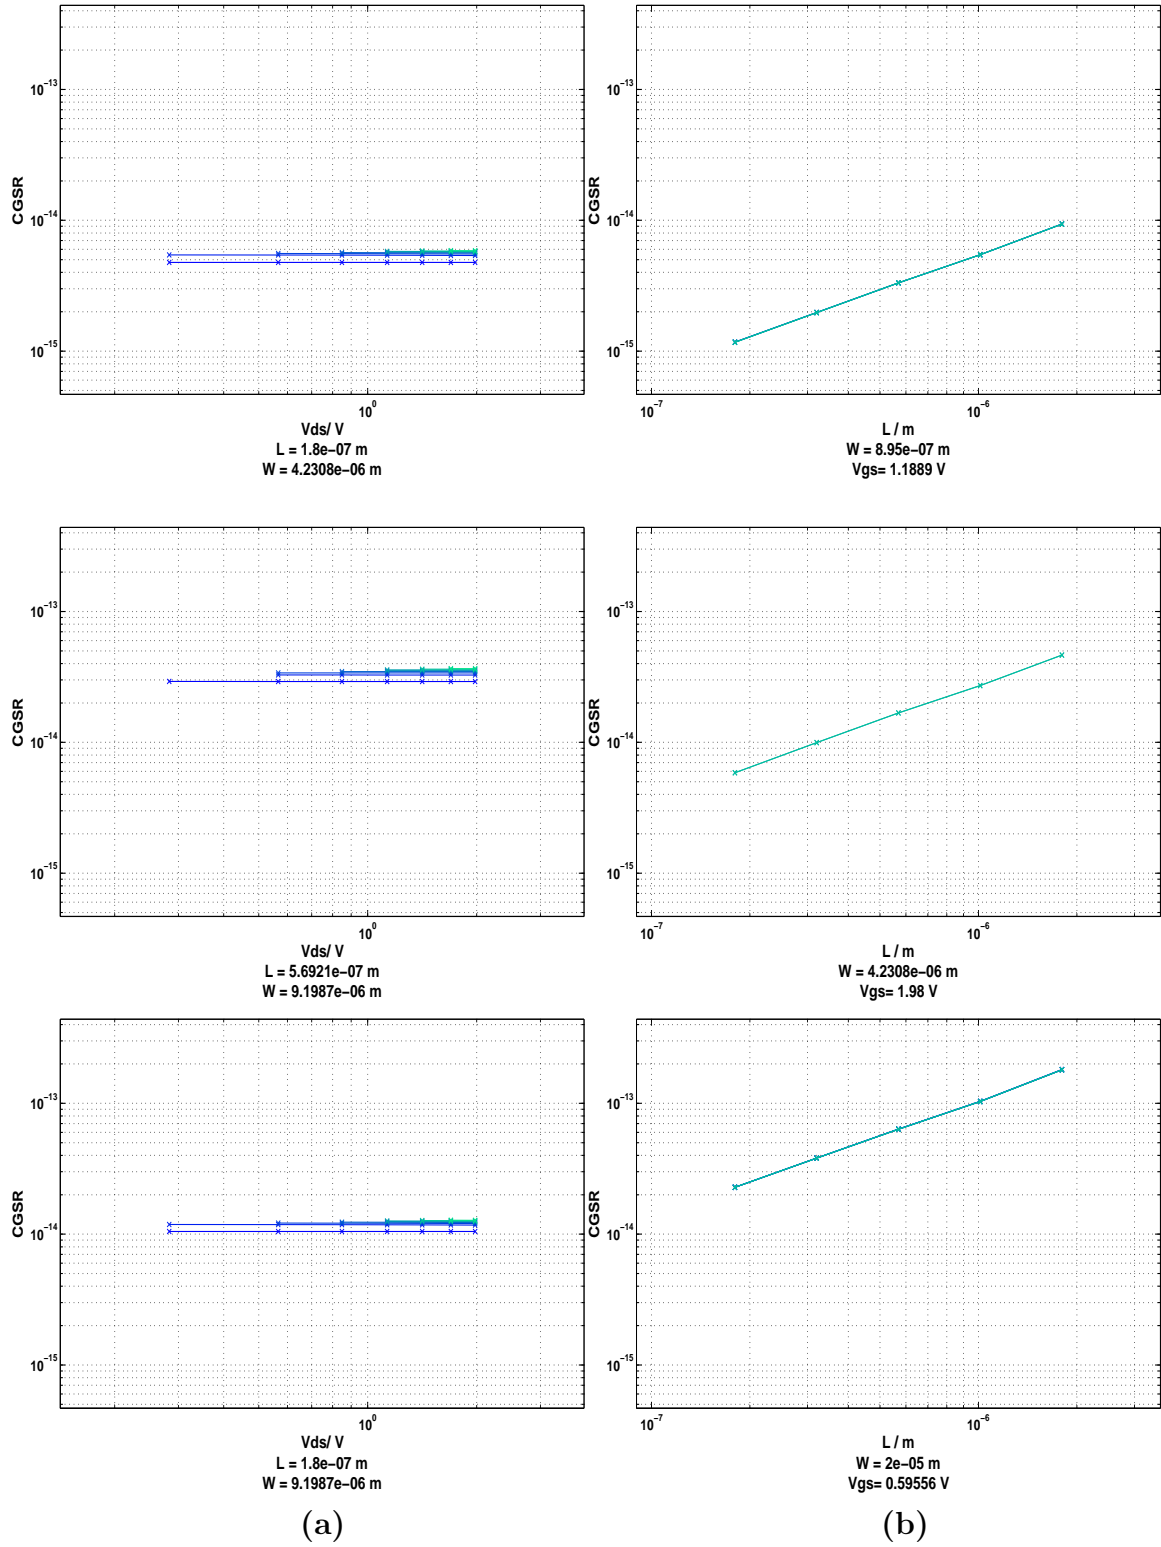 CGSR
10^-13
10^-14
10^-15
10^0
Vds/ V
L = 1.8e-07 m
W = 4.2308e-06 m
CGSR
10^-13
10^-14
10^-15
10^-7
10^-6
L / m
W = 8.95e-07 m
Vgs= 1.1889 V
CGSR
10^-13
10^-14
10^-15
10^0
Vds/ V
L = 5.6921e-07 m
W = 9.1987e-06 m
CGSR
10^-13
10^-14
10^-15
10^-7
10^-6
L / m
W = 4.2308e-06 m
Vgs= 1.98 V
CGSR
10^-13
10^-14
10^-15
10^0
Vds/ V
L = 1.8e-07 m
W = 9.1987e-06 m
CGSR
10^-13
10^-14
10^-15
10^-7
10^-6
L / m
W = 2e-05 m
Vgs= 0.59556 V
(a)
(b)